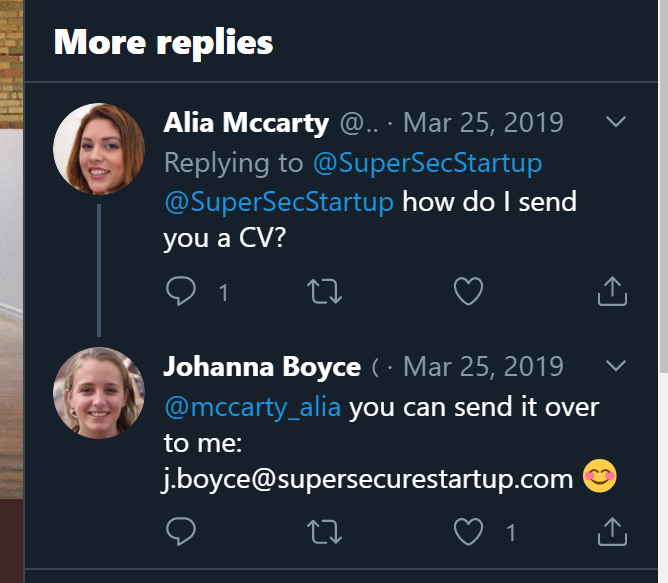 More replies
Alia Mccarty @.. · Mar 25, 2019
Replying to @SuperSecStartup
@SuperSecStartup how do I send
you a CV?
1
Johanna Boyce ( · Mar 25, 2019
@mccarty_alia you can send it over
to me:
j.boyce@supersecurestartup.com 😊
1